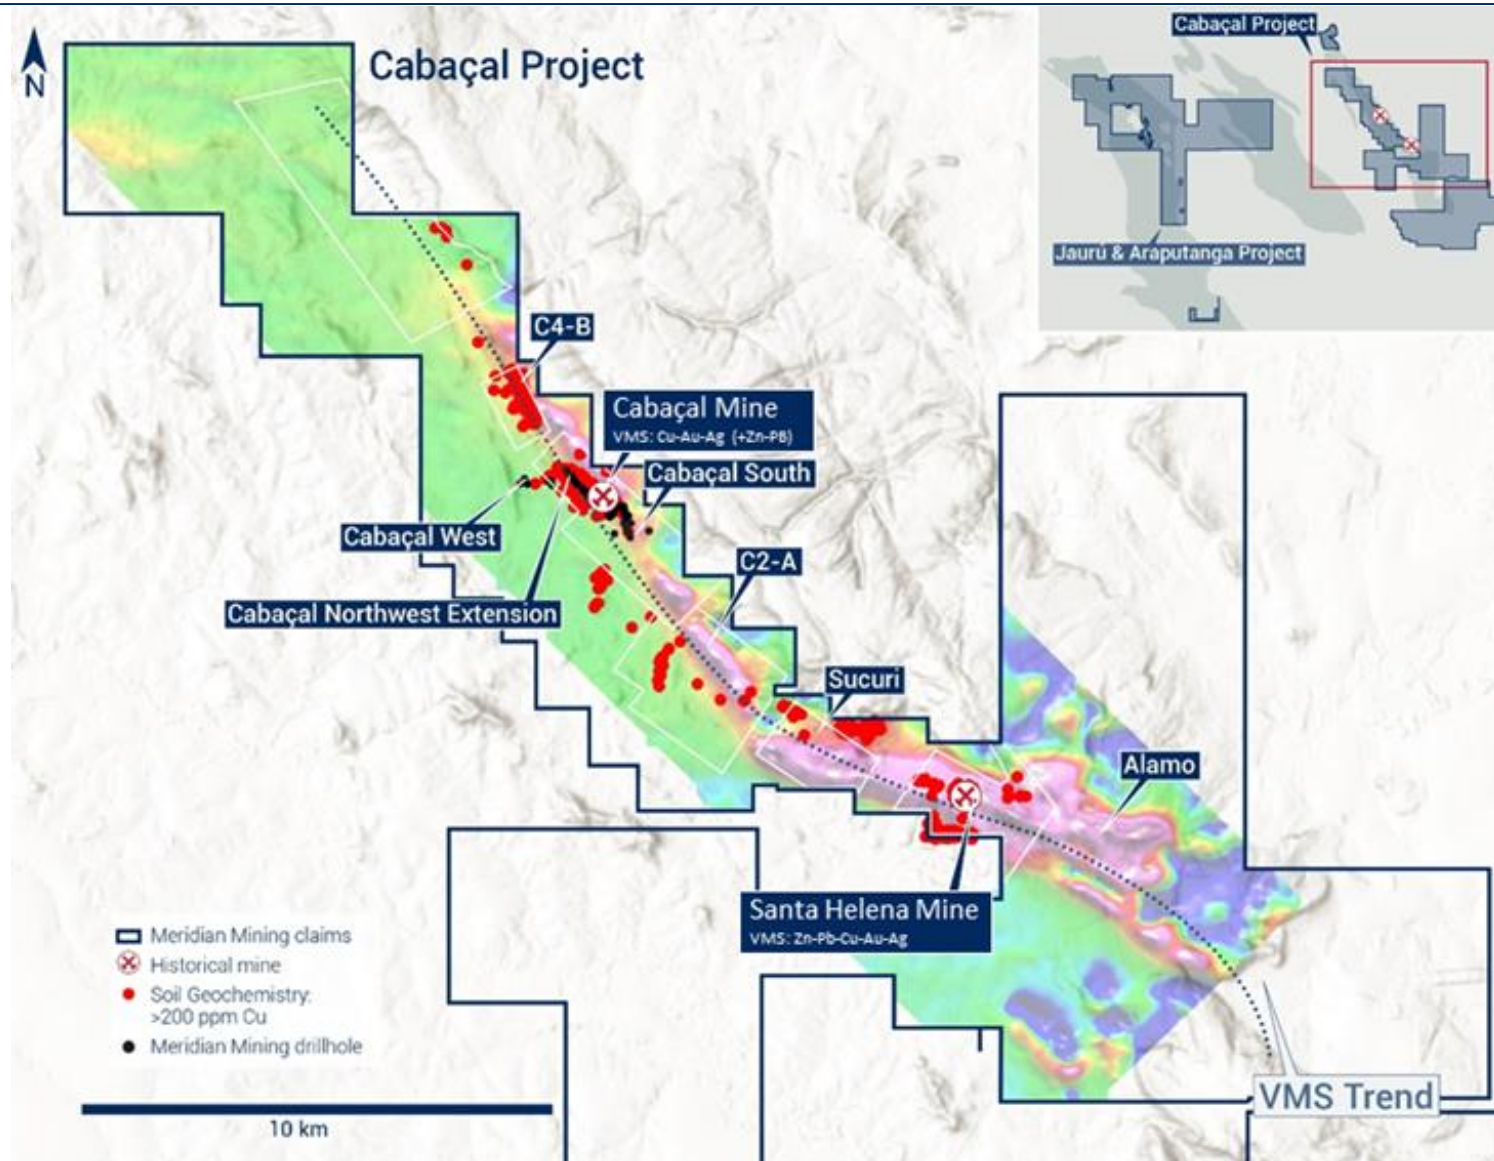 Cabaçal Project
N
Cabaçal Project
Jaurú & Araputanga Project
C4-B
Cabaçal Mine
VMS: Cu-Au-Ag (+Zn-PB)
Cabaçal South
Cabaçal West
C2-A
Cabaçal Northwest Extension
Sucuri
Alamo
Santa Helena Mine
VMS: Zn-Pb-Cu-Au-Ag
Meridian Mining claims
Historical mine
Soil Geochemistry:
>200 ppm Cu
Meridian Mining drillhole
10 km
VMS Trend